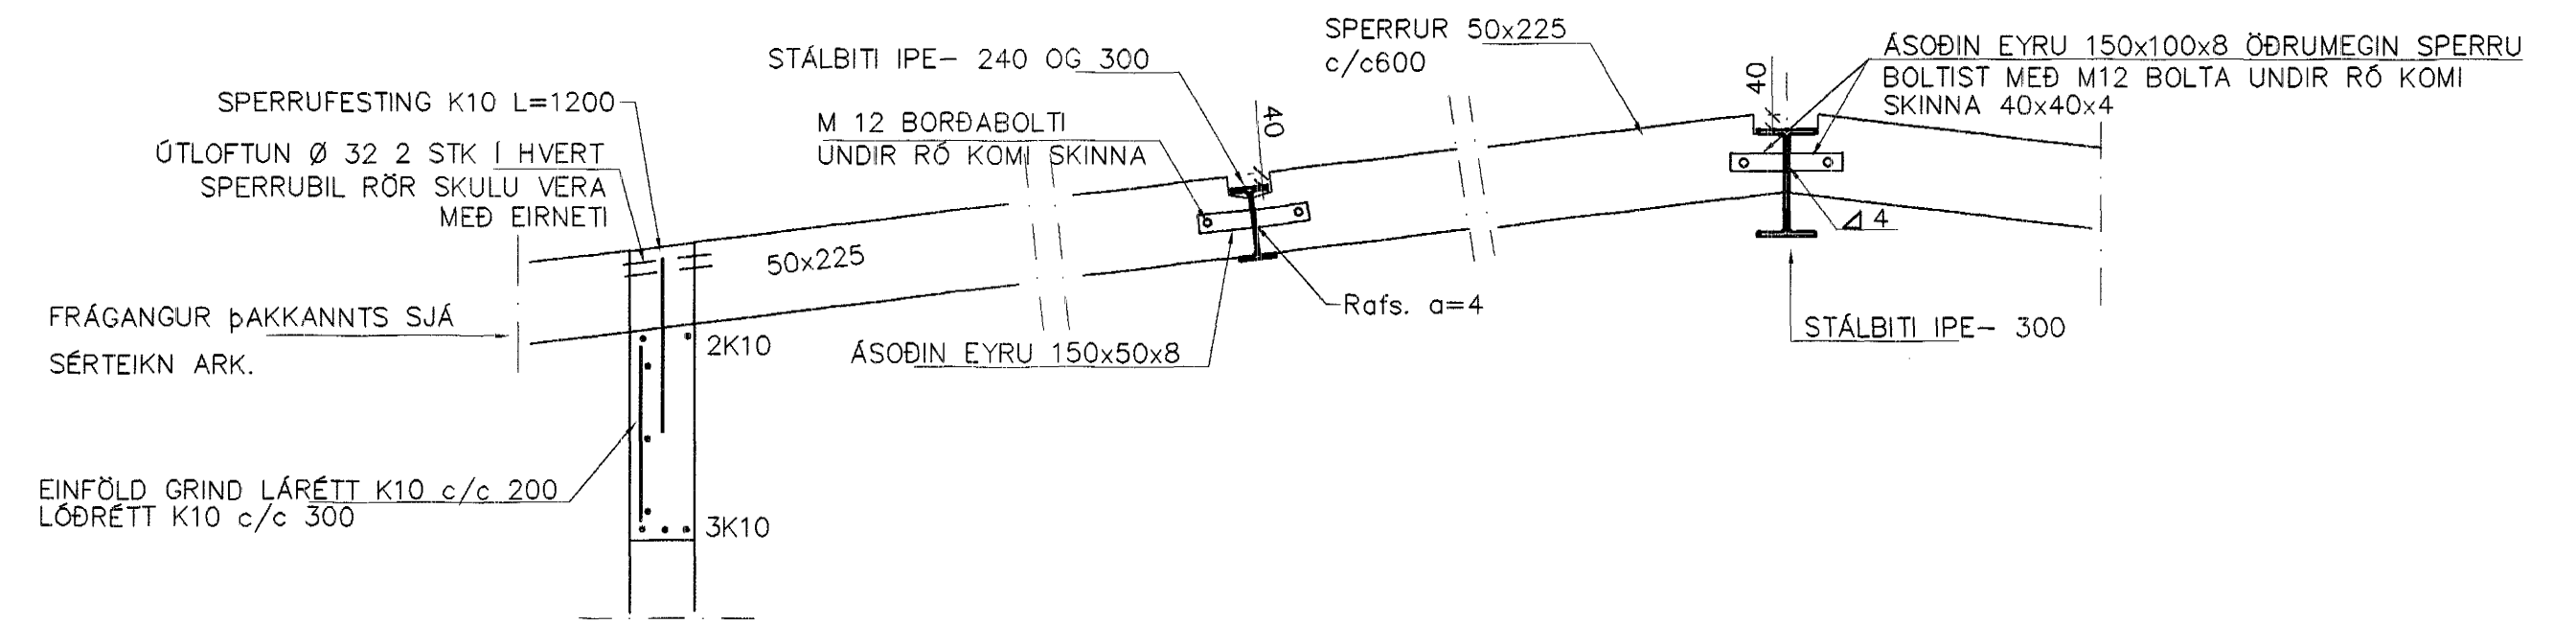 SPERRUR 50x225
c/c600
ÁSOÐIN EYRU 150x100x8 ÖÐRUMEGIN SPERRU
BOLTIST MEÐ M12 BOLTA UNDIR RÓ KOMI
SKINNA 40x40x4
STÁLBITI IPE- 240 OG 300
40
SPERRUFESTING K10 L=1200
M 12 BORÐABOLTI
UNDIR RÓ KOMI SKINNA
40
ÚTLOFTUN Ø 32 2 STK Í HVERT
SPERRUBIL RÖR SKULU VERA
MEÐ EIRNETI
50x225
4
Rafs. a=4
FRÁGANGUR ÞAKKANNTS SJÁ
SÉRTEIKN ARK.
2K10
ÁSOÐIN EYRU 150x50x8
STÁLBITI IPE- 300
EINFÖLD GRIND LÁRÉTT K10 c/c 200
LÓÐRÉTT K10 c/c 300
3K10